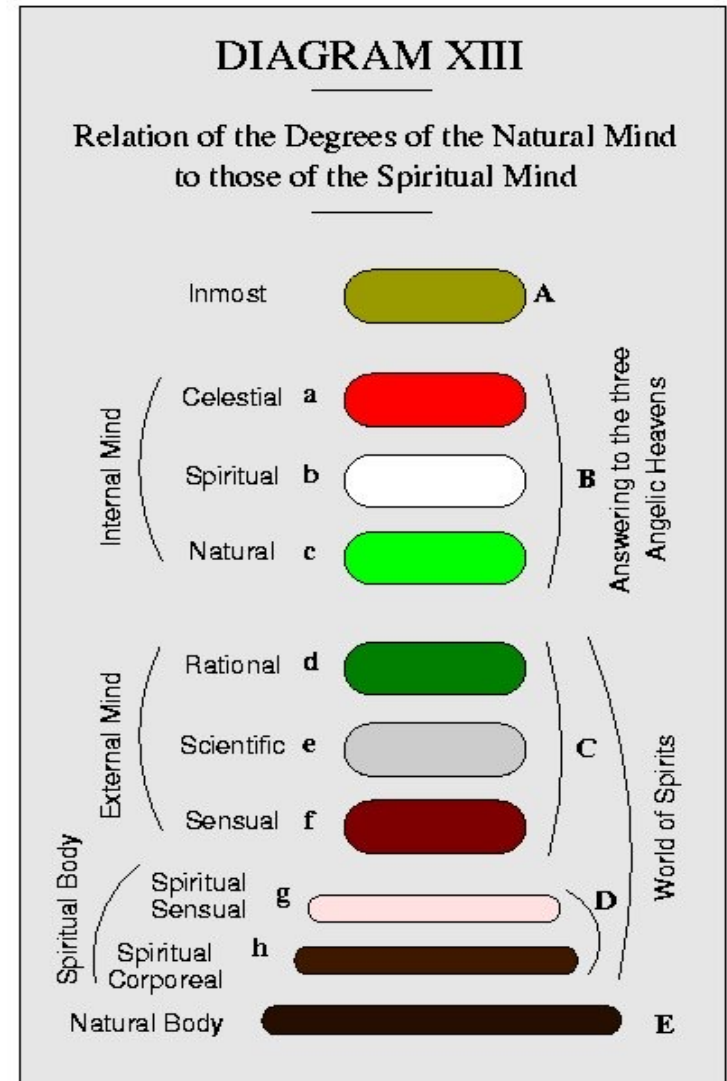 DIAGRAM XIII
Relation of the Degrees of the Natural Mind
to those of the Spiritual Mind
Inmost
A
Internal Mind
Celestial a
Spiritual b
Natural c
B
Answering to the three
Angelic Heavens
External Mind
Rational d
Scientific e
Sensual f
C
World of Spirits
Spiritual Body
Spiritual
Sensual
g
D
Spiritual
Corporeal
h
Natural Body
E